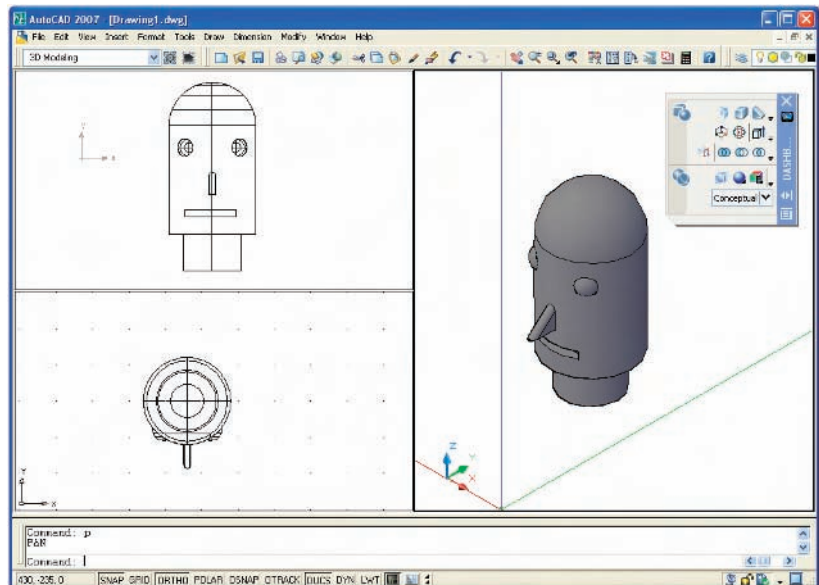 AutoCAD 2007 - [Drawing1.dwg]
File Edit View Insert Format Tools Draw Dimension Modify Window Help
3D Modeling
DASHB...
Conceptual
Y
X
Z
Y
X
Y
X
Command: p
PAN
Command:
430, -235, 0 SNAP GRID ORTHO POLAR OSNAP OTRACK DUCS DYN LWT